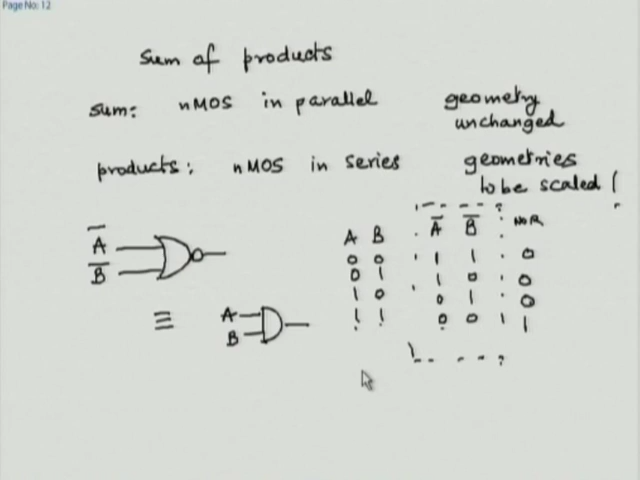 Page No: 12
Sum of products
sum: nMOS in parallel geometry unchanged
products: nMOS in series geometries to be scaled !
A̅
B̅
≡ A
B
A B A̅ B̅ NOR
0 0 1 1 0
0 1 1 0 0
1 0 0 1 0
1 1 0 0 1